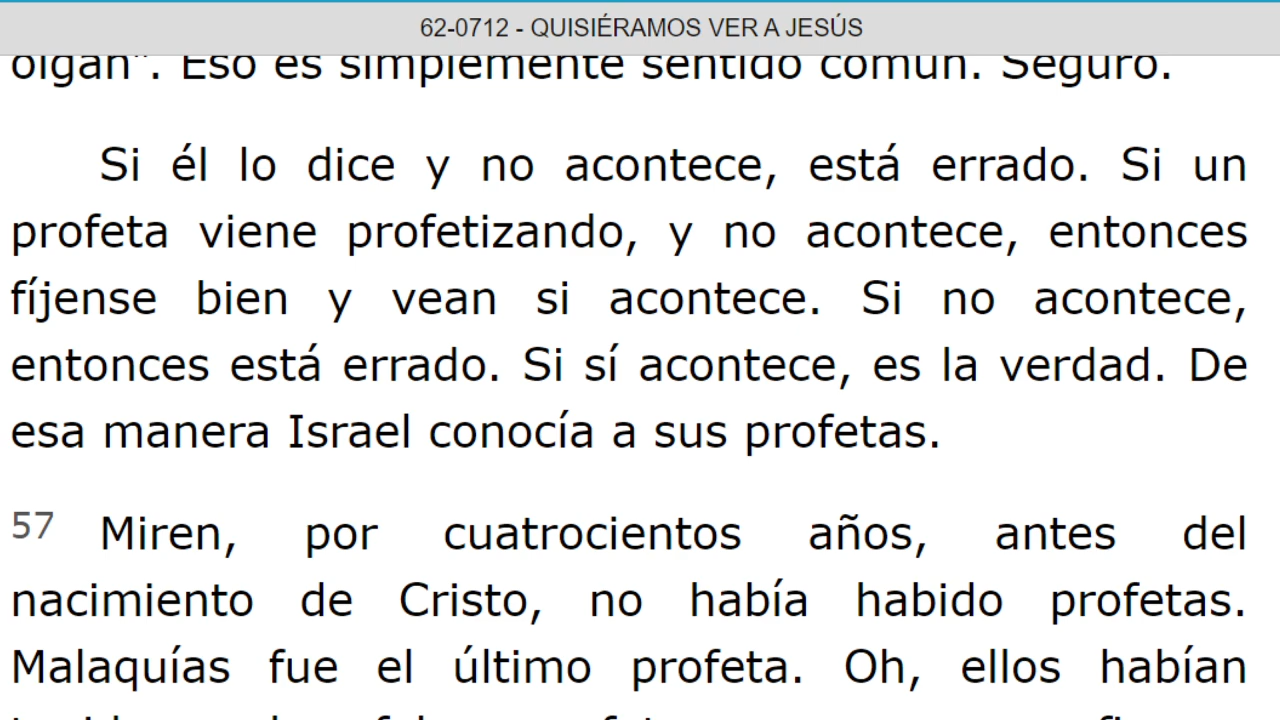 62-0712 - QUISIÉRAMOS VER A JESÚS
oigan". Eso es simplemente sentido común. Seguro.
Si él lo dice y no acontece, está errado. Si un
profeta viene profetizando, y no acontece, entonces
fíjense bien y vean si acontece. Si no acontece,
entonces está errado. Si sí acontece, es la verdad. De
esa manera Israel conocía a sus profetas.
57 Miren, por cuatrocientos años, antes del
nacimiento de Cristo, no había habido profetas.
Malaquías fue el último profeta. Oh, ellos habían